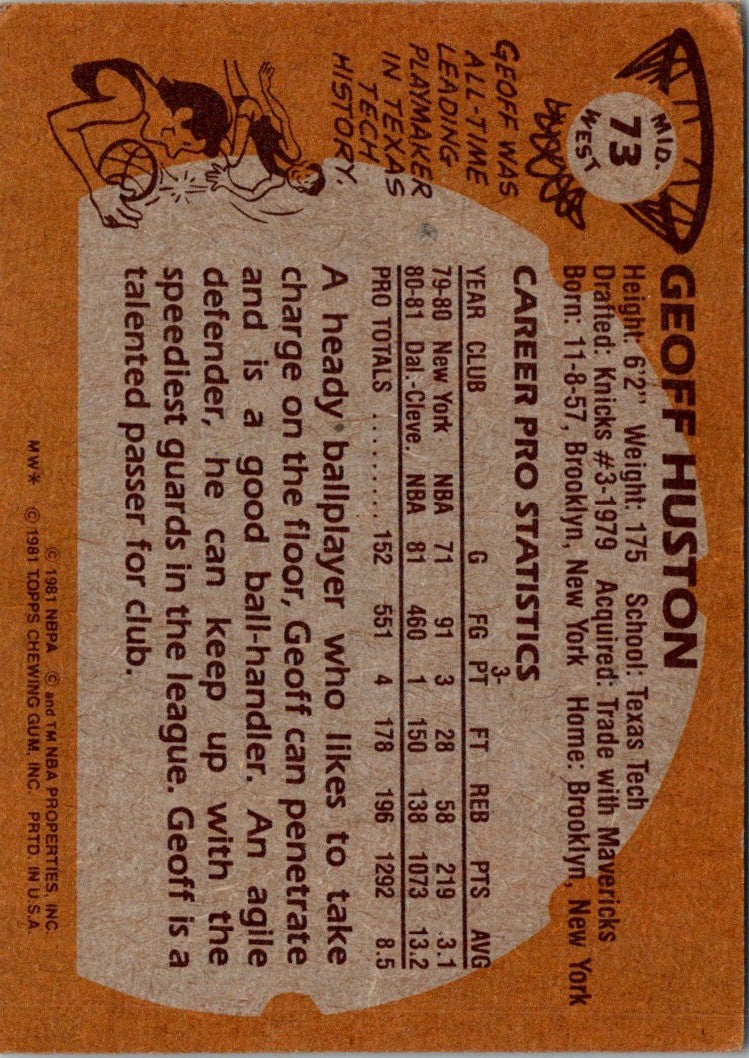 MID.
73
WEST
GEOFF HUSTON
Height: 6'2" Weight: 175 School: Texas Tech
Drafted: Knicks #3-1979 Acquired: Trade with Mavericks
Born: 11-8-57, Brooklyn, New York Home: Brooklyn, New York
GEOFF WAS
ALL-TIME
LEADING
PLAYMAKER
IN TEXAS
TECH
HISTORY.
CAREER PRO STATISTICS
3-
YEAR CLUB G FG PT FT REB PTS AVG
79-80 New York NBA 71 91 3 28 58 219 3.1
80-81 Dal.-Cleve. NBA 81 460 1 150 138 1073 13.2
PRO TOTALS ......... 152 551 4 178 196 1292 8.5
A heady ballplayer who likes to take
charge on the floor, Geoff can penetrate
and is a good ball-handler. An agile
defender, he can keep up with the
speediest guards in the league. Geoff is a
talented passer for club.
© 1981 NBPA © and TM NBA PROPERTIES, INC.
MW* © 1981 TOPPS CHEWING GUM, INC. PRTD. IN U.S.A.